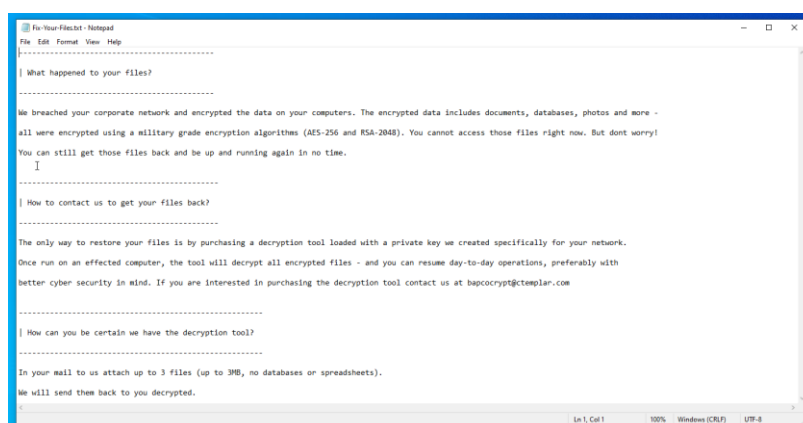 Fix-Your-Files.txt - Notepad
File Edit Format View Help
--------------------------------------------
| What happened to your files?
--------------------------------------------
We breached your corporate network and encrypted the data on your computers. The encrypted data includes documents, databases, photos and more -
all were encrypted using a military grade encryption algorithms (AES-256 and RSA-2048). You cannot access those files right now. But dont worry!
You can still get those files back and be up and running again in no time.
---------------------------------------------
| How to contact us to get your files back?
---------------------------------------------
The only way to restore your files is by purchasing a decryption tool loaded with a private key we created specifically for your network.
Once run on an effected computer, the tool will decrypt all encrypted files - and you can resume day-to-day operations, preferably with
better cyber security in mind. If you are interested in purchasing the decryption tool contact us at bapcocrypt@ctemplar.com
-------------------------------------------------------
| How can you be certain we have the decryption tool?
-------------------------------------------------------
In your mail to us attach up to 3 files (up to 3MB, no databases or spreadsheets).
We will send them back to you decrypted.
Ln 1, Col 1 100% Windows (CRLF) UTF-8